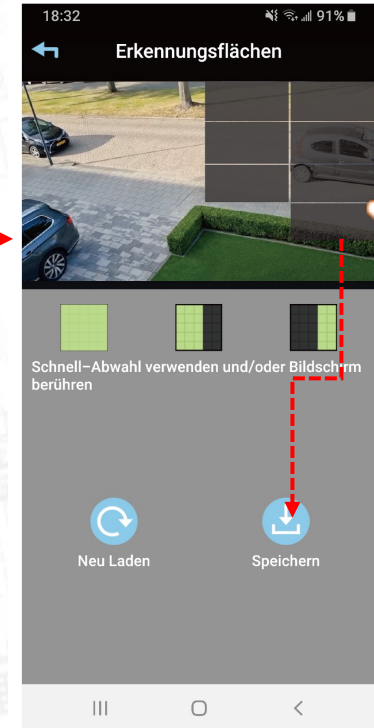 18:32
91%
Erkennungsflächen
Schnell-Abwahl verwenden und/oder Bildschirm
berühren
Neu Laden
Speichern